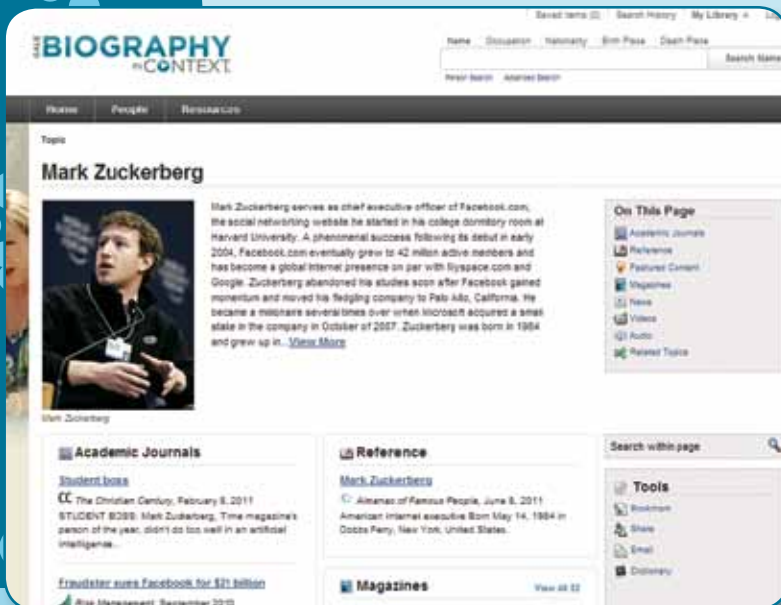 Saved Items (0) Search History My Library
GALE
BIOGRAPHY
IN CONTEXT
Name Occupation Nationality Birth Place Death Place
Search Name
Person Search Advanced Search
Home People Resources
Topic
Mark Zuckerberg
Mark Zuckerberg serves as chief executive officer of Facebook.com,
the social networking website he started in his college dormitory room at
Harvard University. A phenomenal success following its debut in early
2004, Facebook.com eventually grew to 42 million active members and
has become a global Internet presence on par with Myspace.com and
Google. Zuckerberg abandoned his studies soon after Facebook gained
momentum and moved his fledgling company to Palo Alto, California. He
became a millionaire several times over when Microsoft acquired a small
stake in the company in October of 2007. Zuckerberg was born in 1984
and grew up in... View More
Mark Zuckerberg
On This Page
Academic Journals
Reference
Featured Content
Magazines
News
Videos
Audio
Related Topics
Academic Journals
Student boss
CC The Christian Century, February 8, 2011
STUDENT BOSS: Mark Zuckerberg, Time magazine's
person of the year, didn't do too well in an artificial
intelligence...
Fraudster sues Facebook for $21 billion
Risk Management, September 2010
Reference
Mark Zuckerberg
Almanac of Famous People, June 8, 2011
American Internet executive Born May 14, 1984 in
Dobbs Ferry, New York, United States.
Magazines View All
Search within page
Tools
Bookmark
Share
Email
Dictionary